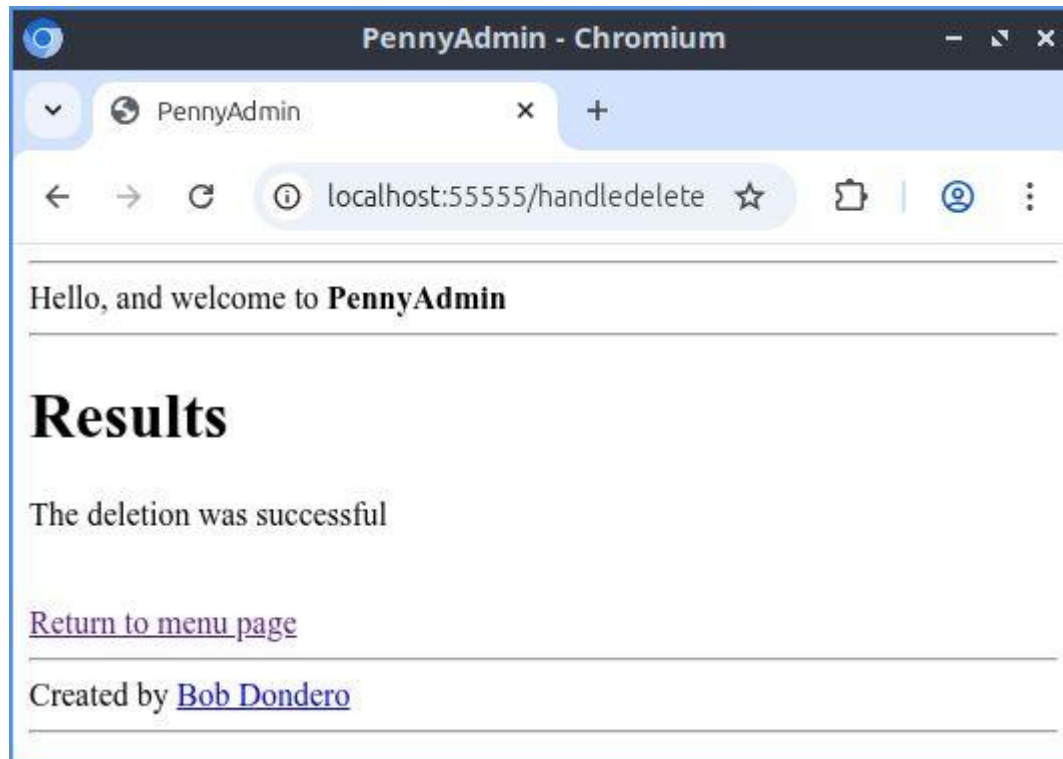 PennyAdmin - Chromium
PennyAdmin
localhost:55555/handledelete
Hello, and welcome to PennyAdmin
Results
The deletion was successful
Return to menu page
Created by Bob Dondero